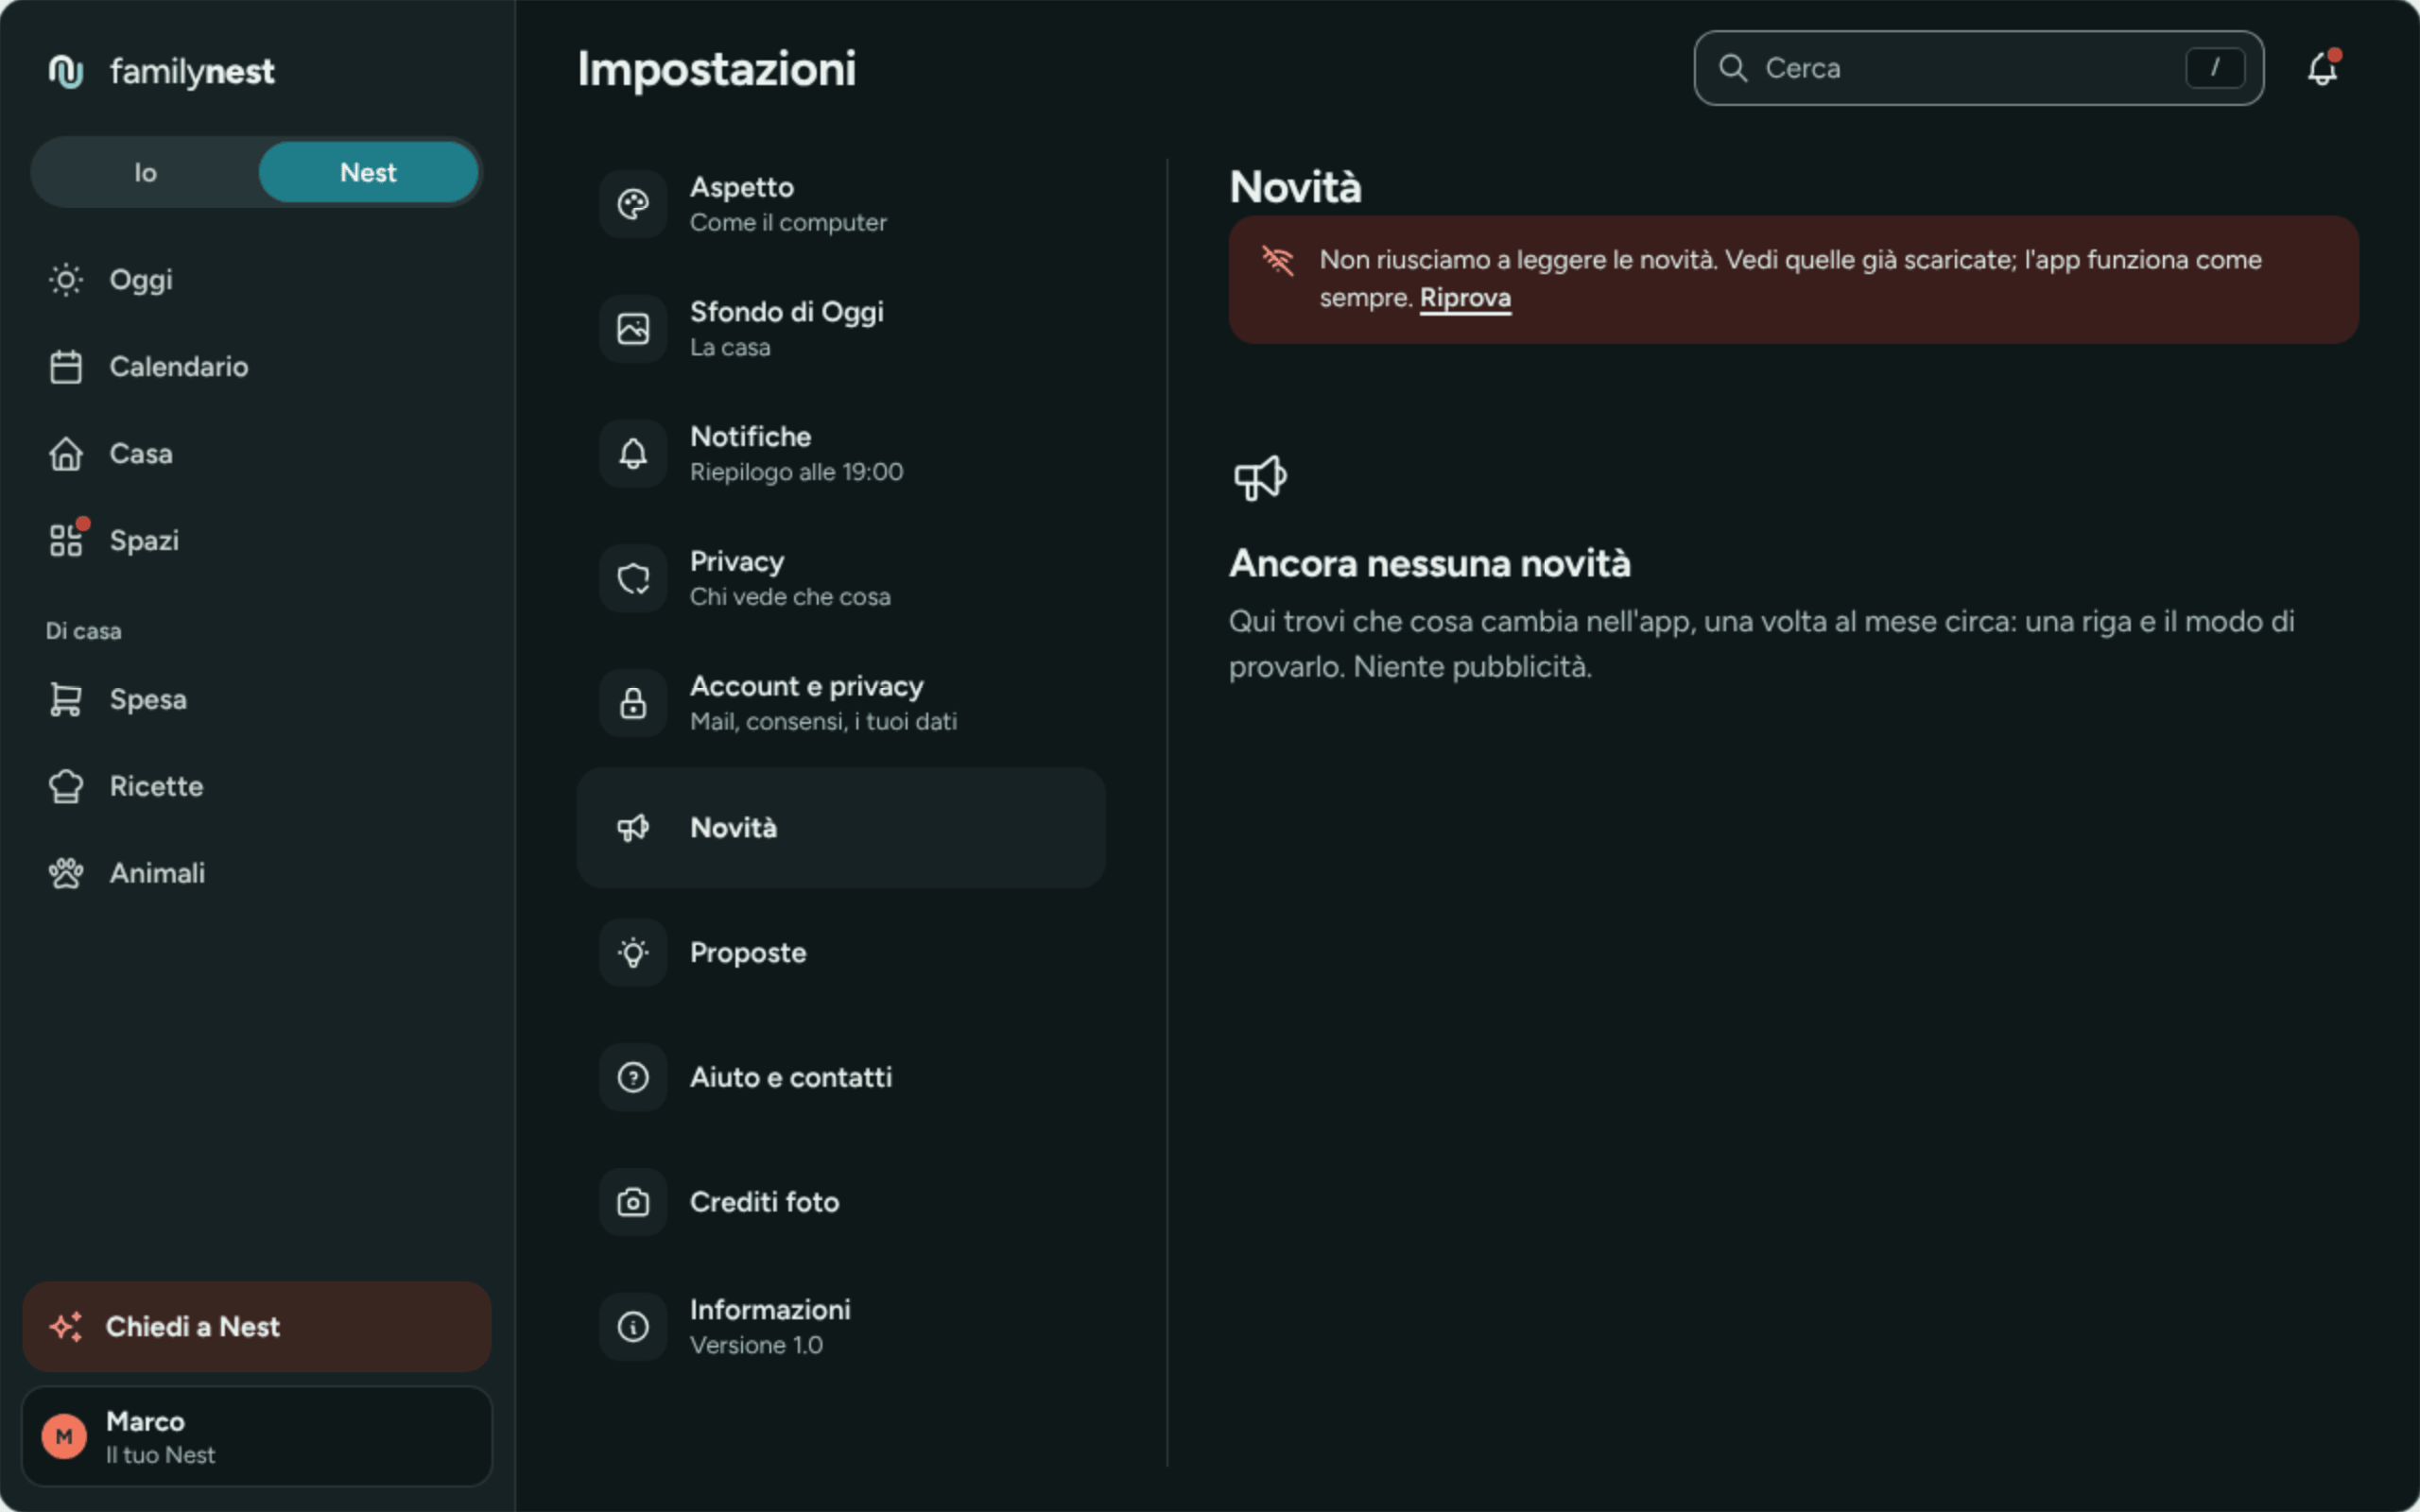 familynest
Io
Nest
Oggi
Calendario
Casa
Spazi
Di casa
Spesa
Ricette
Animali
Chiedi a Nest
M
Marco
Il tuo Nest
Impostazioni
Cerca
/
Aspetto
Come il computer
Sfondo di Oggi
La casa
Notifiche
Riepilogo alle 19:00
Privacy
Chi vede che cosa
Account e privacy
Mail, consensi, i tuoi dati
Novità
Proposte
Aiuto e contatti
Crediti foto
Informazioni
Versione 1.0
Novità
Non riusciamo a leggere le novità. Vedi quelle già scaricate; l'app funziona come
sempre. Riprova
Ancora nessuna novità
Qui trovi che cosa cambia nell'app, una volta al mese circa: una riga e il modo di
provarlo. Niente pubblicità.